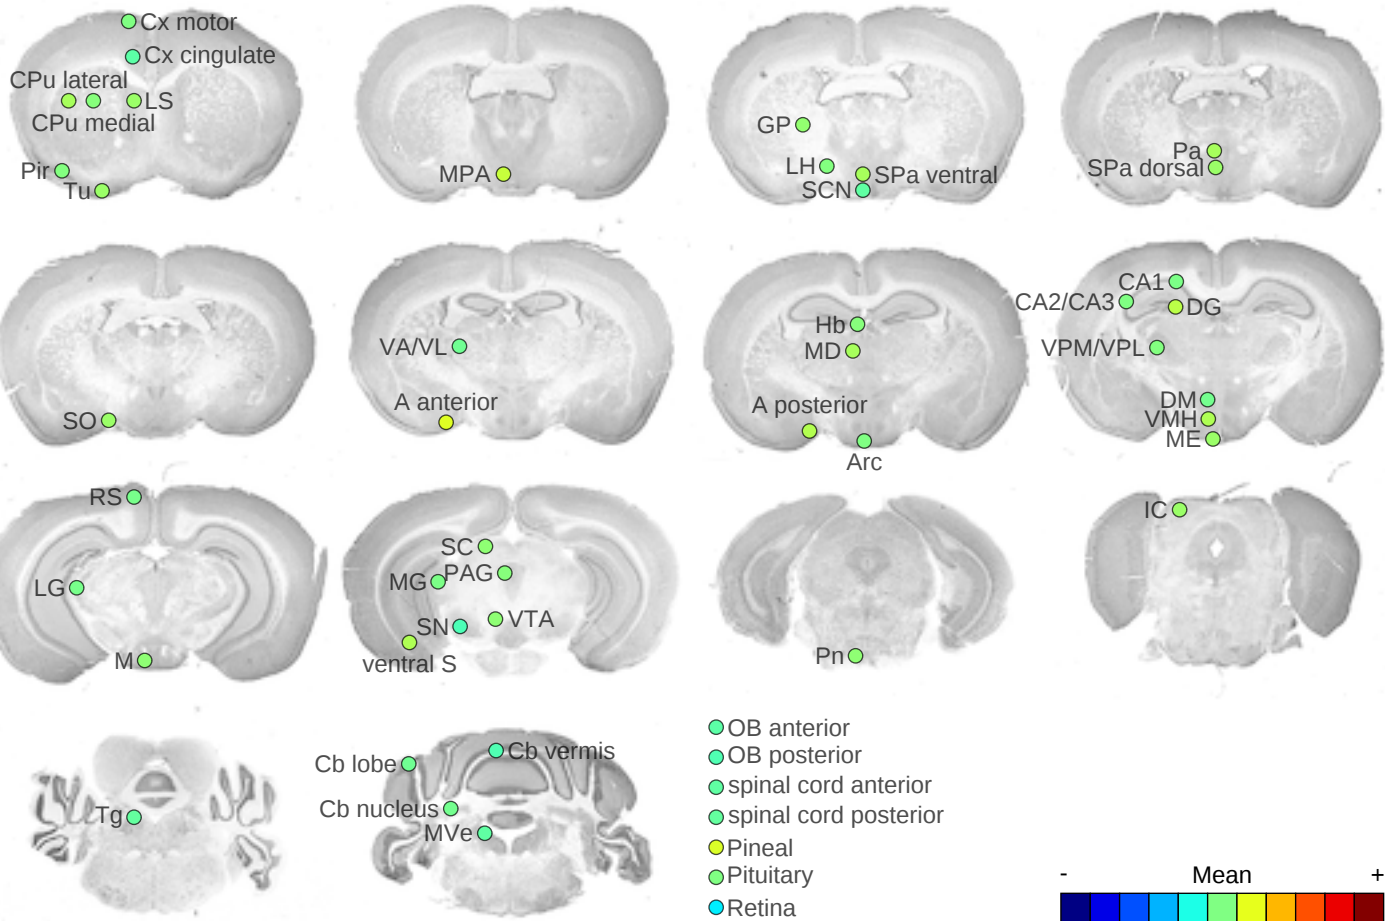 Cx motor
Cx cingulate
CPu lateral
LS
CPu medial
Pir
Tu
MPA
GP
LH
SPa ventral
SCN
Pa
SPa dorsal
SO
VA/VL
A anterior
Hb
MD
A posterior
Arc
CA1
CA2/CA3
DG
VPM/VPL
DM
VMH
ME
RS
LG
M
SC
MG
PAG
SN
VTA
ventral S
Pn
IC
Tg
Cb lobe
Cb vermis
Cb nucleus
MVe
OB anterior
OB posterior
spinal cord anterior
spinal cord posterior
Pineal
Pituitary
Retina
- Mean +